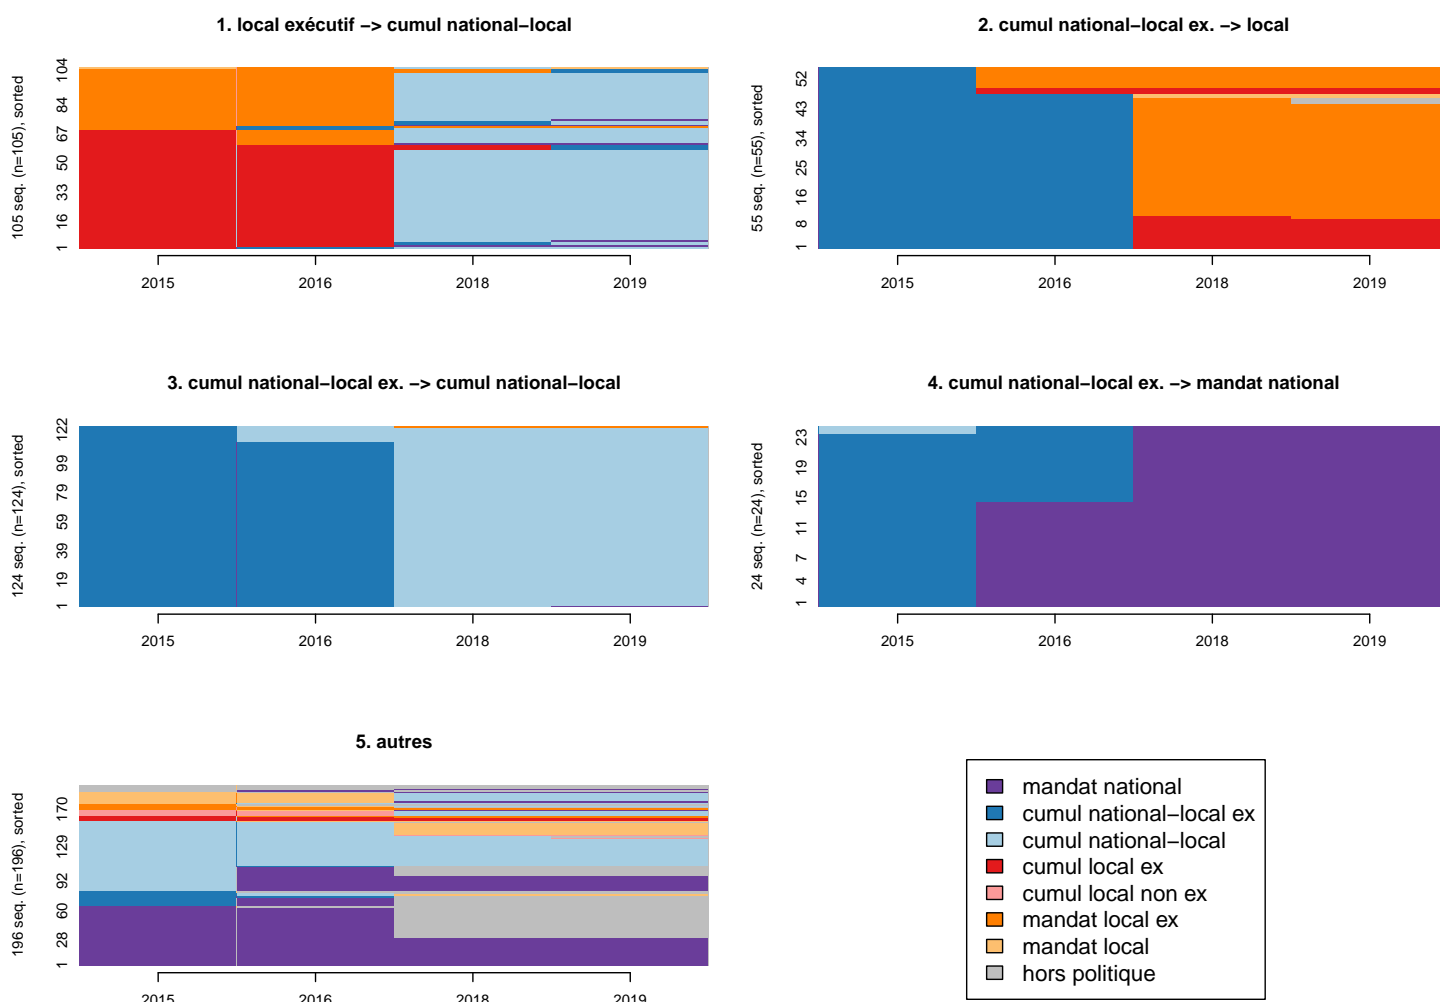 1. local exécutif −> cumul national−local
105 seq. (n=105), sorted
104
84
67
50
33
16
1
2015 2016 2018 2019
2. cumul national−local ex. −> local
55 seq. (n=55), sorted
52
43
34
25
16
8
1
2015 2016 2018 2019
3. cumul national−local ex. −> cumul national−local
124 seq. (n=124), sorted
122
99
79
59
39
19
1
2015 2016 2018 2019
4. cumul national−local ex. −> mandat national
24 seq. (n=24), sorted
23
19
15
11
7
4
1
2015 2016 2018 2019
5. autres
196 seq. (n=196), sorted
170
129
92
60
28
1
2015 2016 2018 2019
mandat national
cumul national−local ex
cumul national−local
cumul local ex
cumul local non ex
mandat local ex
mandat local
hors politique